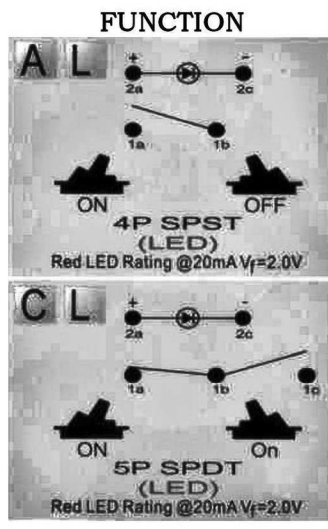 FUNCTION
A L
+ -
2a 2c
1a 1b
ON OFF
4P SPST
(LED)
Red LED Rating @20mA Vf=2.0V
C L
+ -
2a 2c
1a 1b 1c
ON On
5P SPDT
(LED)
Red LED Rating @20mA Vf=2.0V